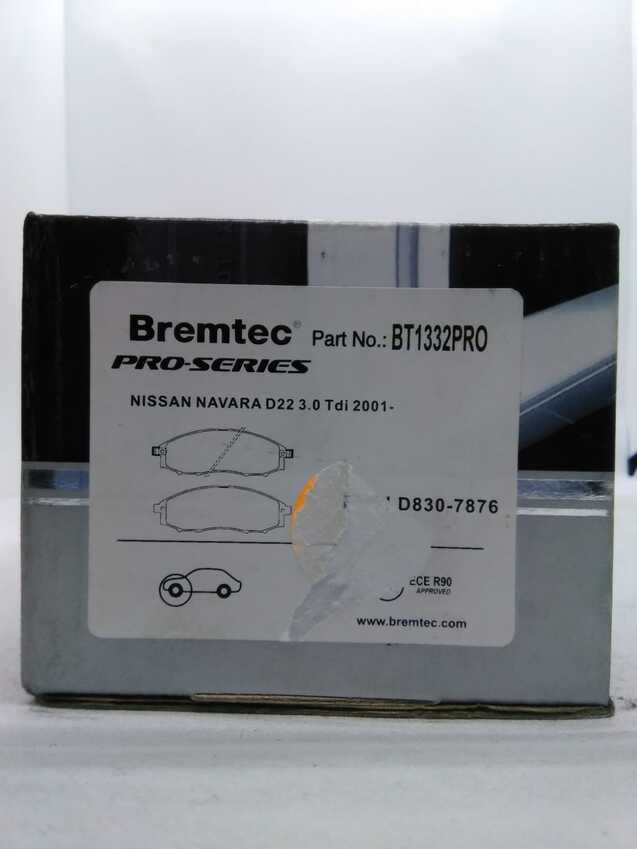 Bremtec® Part No.: BT1332PRO
PRO-SERIES
NISSAN NAVARA D22 3.0 Tdi 2001-
D830-7876
ECE R90
APPROVED
www.bremtec.com